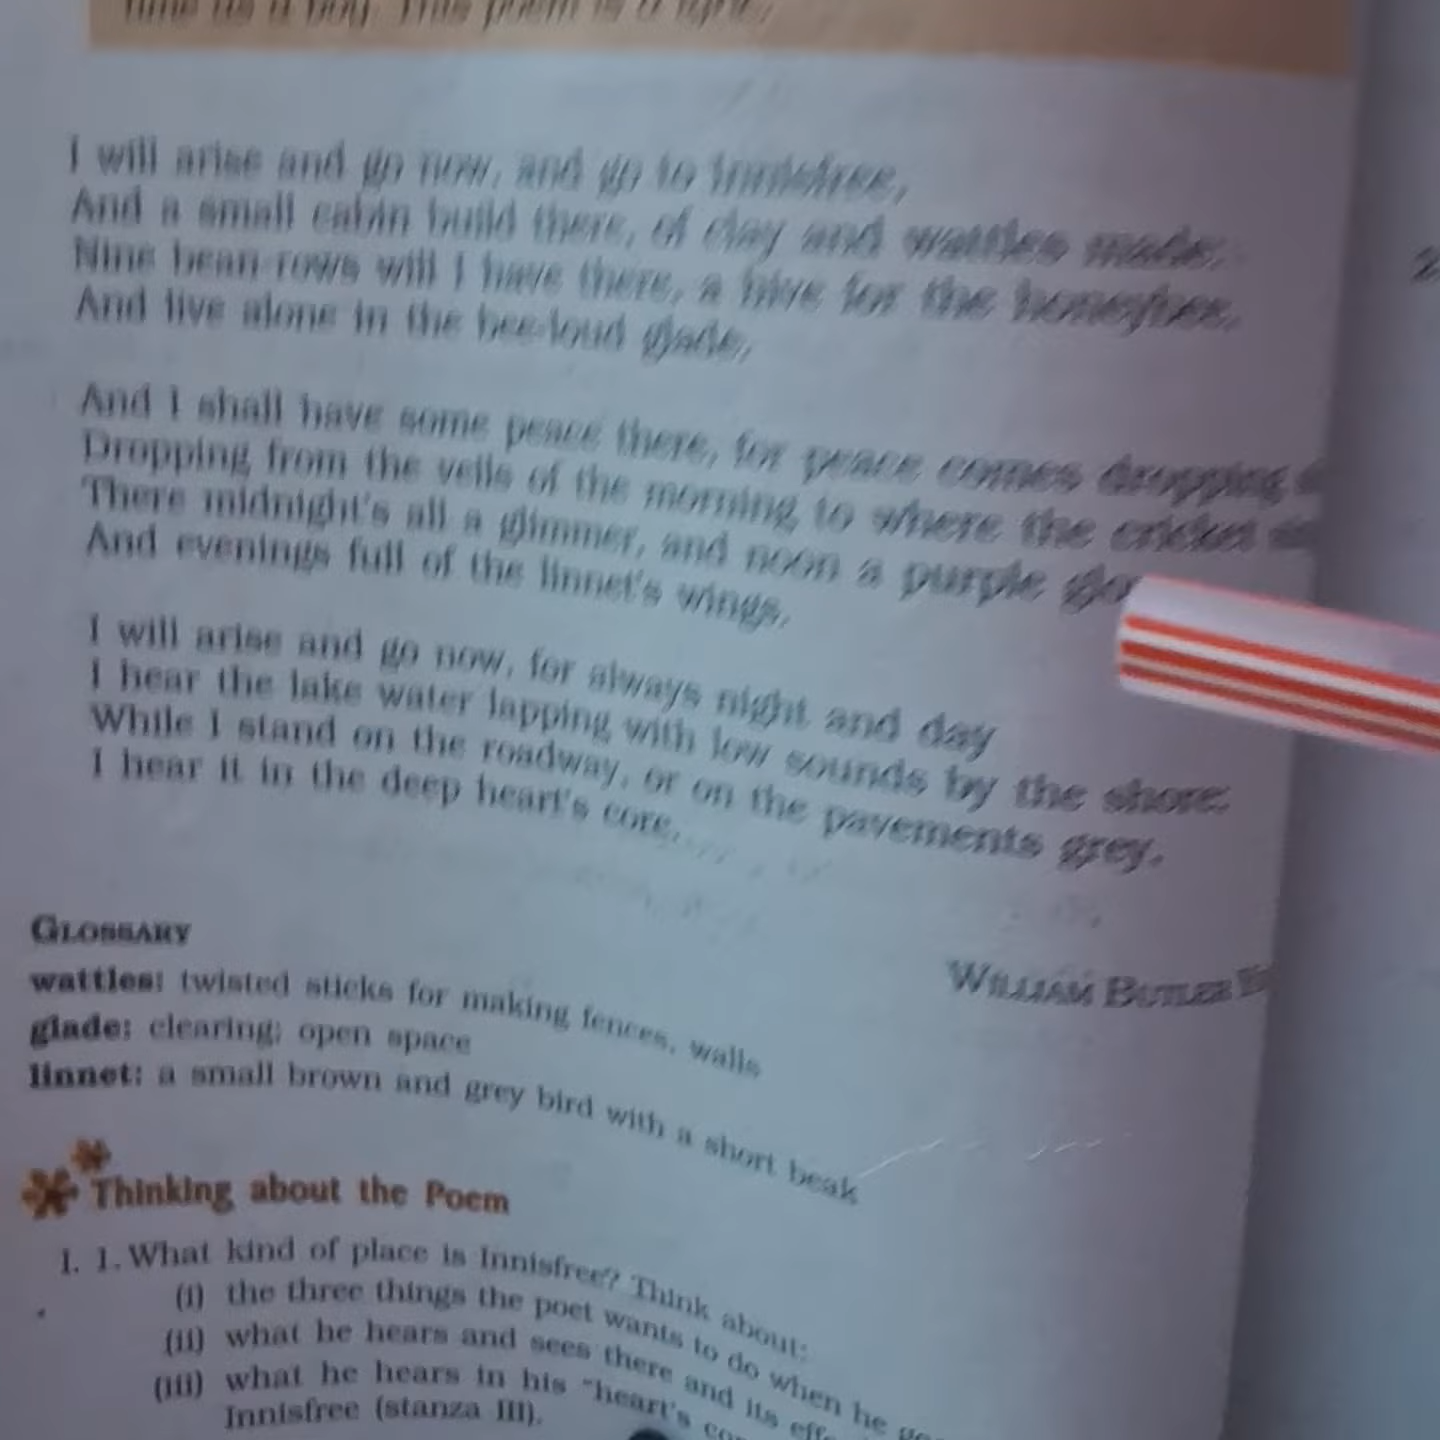 time as a boy. This poem is a lyric.
I will arise and go now, and go to Innisfree,
And a small cabin build there, of clay and wattles made:
Nine bean-rows will I have there, a hive for the honeybee,
And live alone in the bee-loud glade,
And I shall have some peace there, for peace comes dropping
Dropping from the veils of the morning to where the cricket
There midnight's all a glimmer, and noon a purple
And evenings full of the linnet's wings,
I will arise and go now, for always night and day
I hear the lake water lapping with low sounds by the shore:
While I stand on the roadway, or on the pavements grey,
I hear it in the deep heart's core.
WILLIAM BUTLER
GLOSSARY
wattles: twisted sticks for making fences, walls
glade: clearing; open space
linnet: a small brown and grey bird with a short beak
Thinking about the Poem
I. 1. What kind of place is Innisfree? Think about:
(i) the three things the poet wants to do when he
(ii) what he hears and sees there and its
(iii) what he hears in his "heart's
Innisfree (stanza III).
2